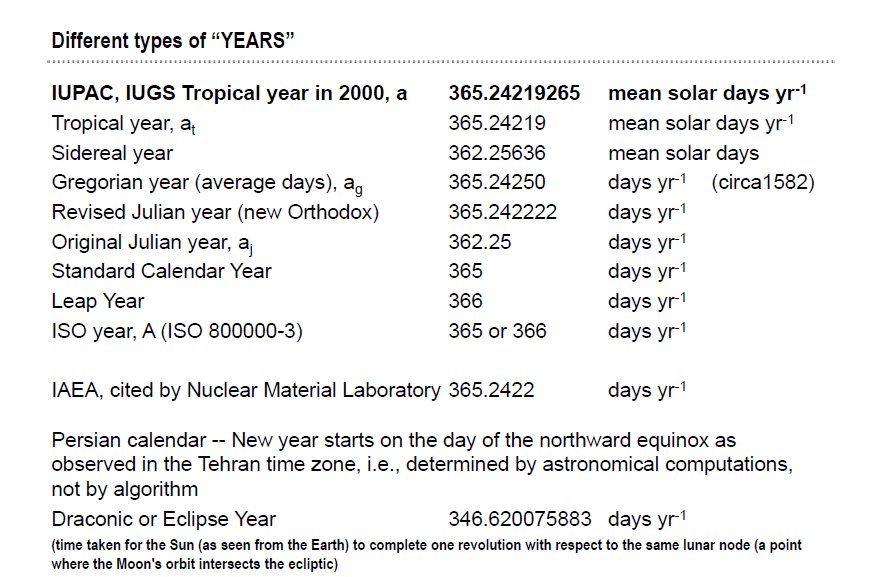 Different types of “YEARS”
IUPAC, IUGS Tropical year in 2000, a 365.24219265 mean solar days yr-1
Tropical year, at 365.24219 mean solar days yr-1
Sidereal year 362.25636 mean solar days
Gregorian year (average days), ag 365.24250 days yr-1 (circa1582)
Revised Julian year (new Orthodox) 365.242222 days yr-1
Original Julian year, aj 362.25 days yr-1
Standard Calendar Year 365 days yr-1
Leap Year 366 days yr-1
ISO year, A (ISO 800000-3) 365 or 366 days yr-1
IAEA, cited by Nuclear Material Laboratory 365.2422 days yr-1
Persian calendar -- New year starts on the day of the northward equinox as
observed in the Tehran time zone, i.e., determined by astronomical computations,
not by algorithm
Draconic or Eclipse Year 346.620075883 days yr-1
(time taken for the Sun (as seen from the Earth) to complete one revolution with respect to the same lunar node (a point
where the Moon's orbit intersects the ecliptic)